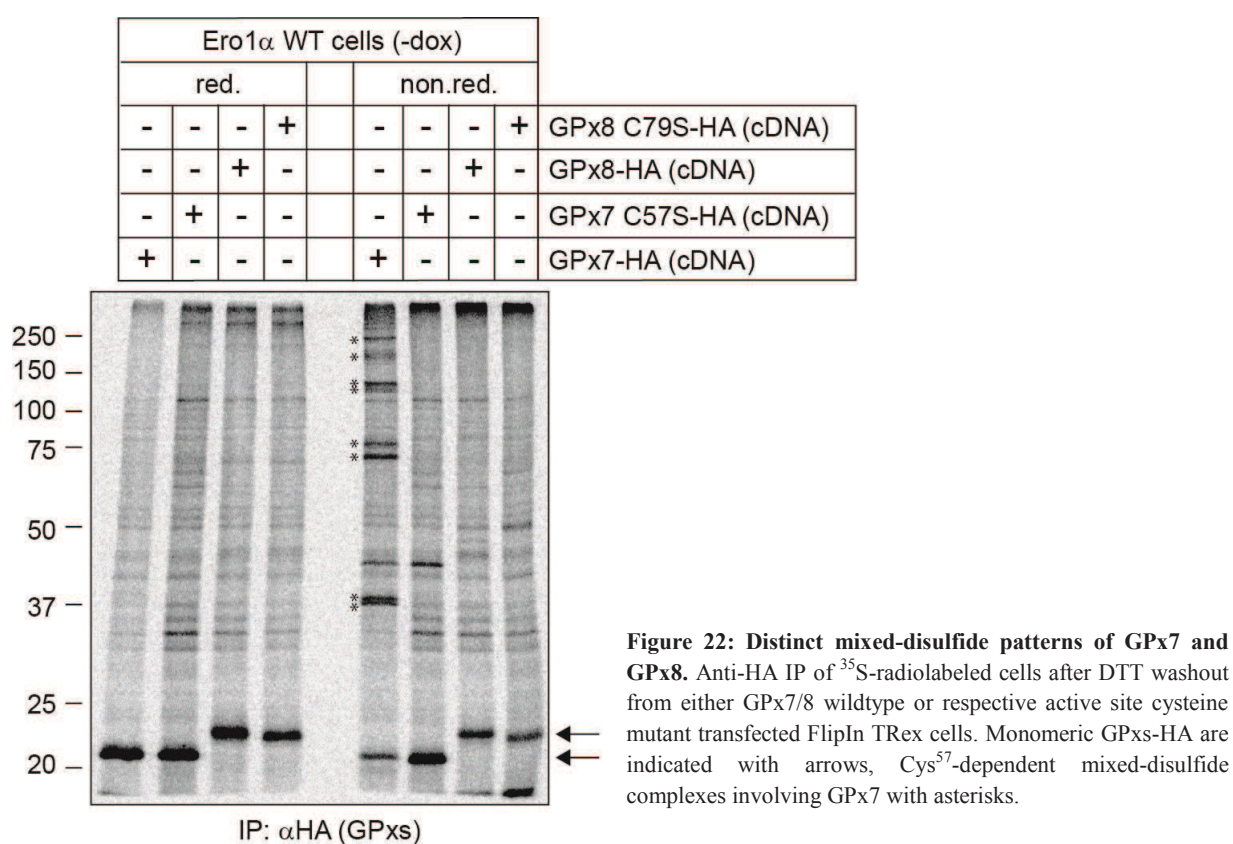 Ero1α WT cells (-dox)
red. non.red.
- - - + - - - + GPx8 C79S-HA (cDNA)
- - + - - - + - GPx8-HA (cDNA)
- + - - - + - - GPx7 C57S-HA (cDNA)
+ - - - + - - - GPx7-HA (cDNA)
250
150
100
75
50
37
25
20
*
*
*
*
*
*
*
*
IP: αHA (GPxs)
Figure 22: Distinct mixed-disulfide patterns of GPx7 and
GPx8. Anti-HA IP of ³⁵S-radiolabeled cells after DTT washout
from either GPx7/8 wildtype or respective active site cysteine
mutant transfected FlipIn TRex cells. Monomeric GPxs-HA are
indicated with arrows, Cys⁵⁷-dependent mixed-disulfide
complexes involving GPx7 with asterisks.